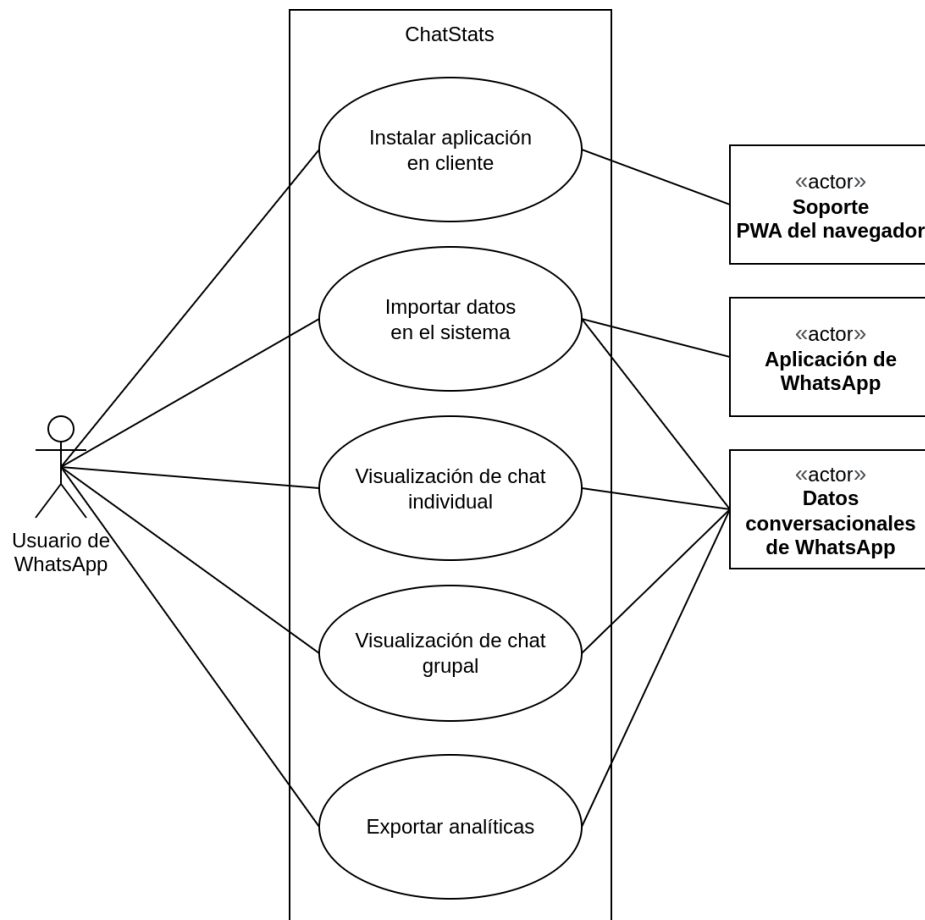 ChatStats
Instalar aplicación
en cliente
«actor»
Soporte
PWA del navegador
Importar datos
en el sistema
«actor»
Aplicación de
WhatsApp
Visualización de chat
individual
«actor»
Datos
conversacionales
de WhatsApp
Usuario de
WhatsApp
Visualización de chat
grupal
Exportar analíticas